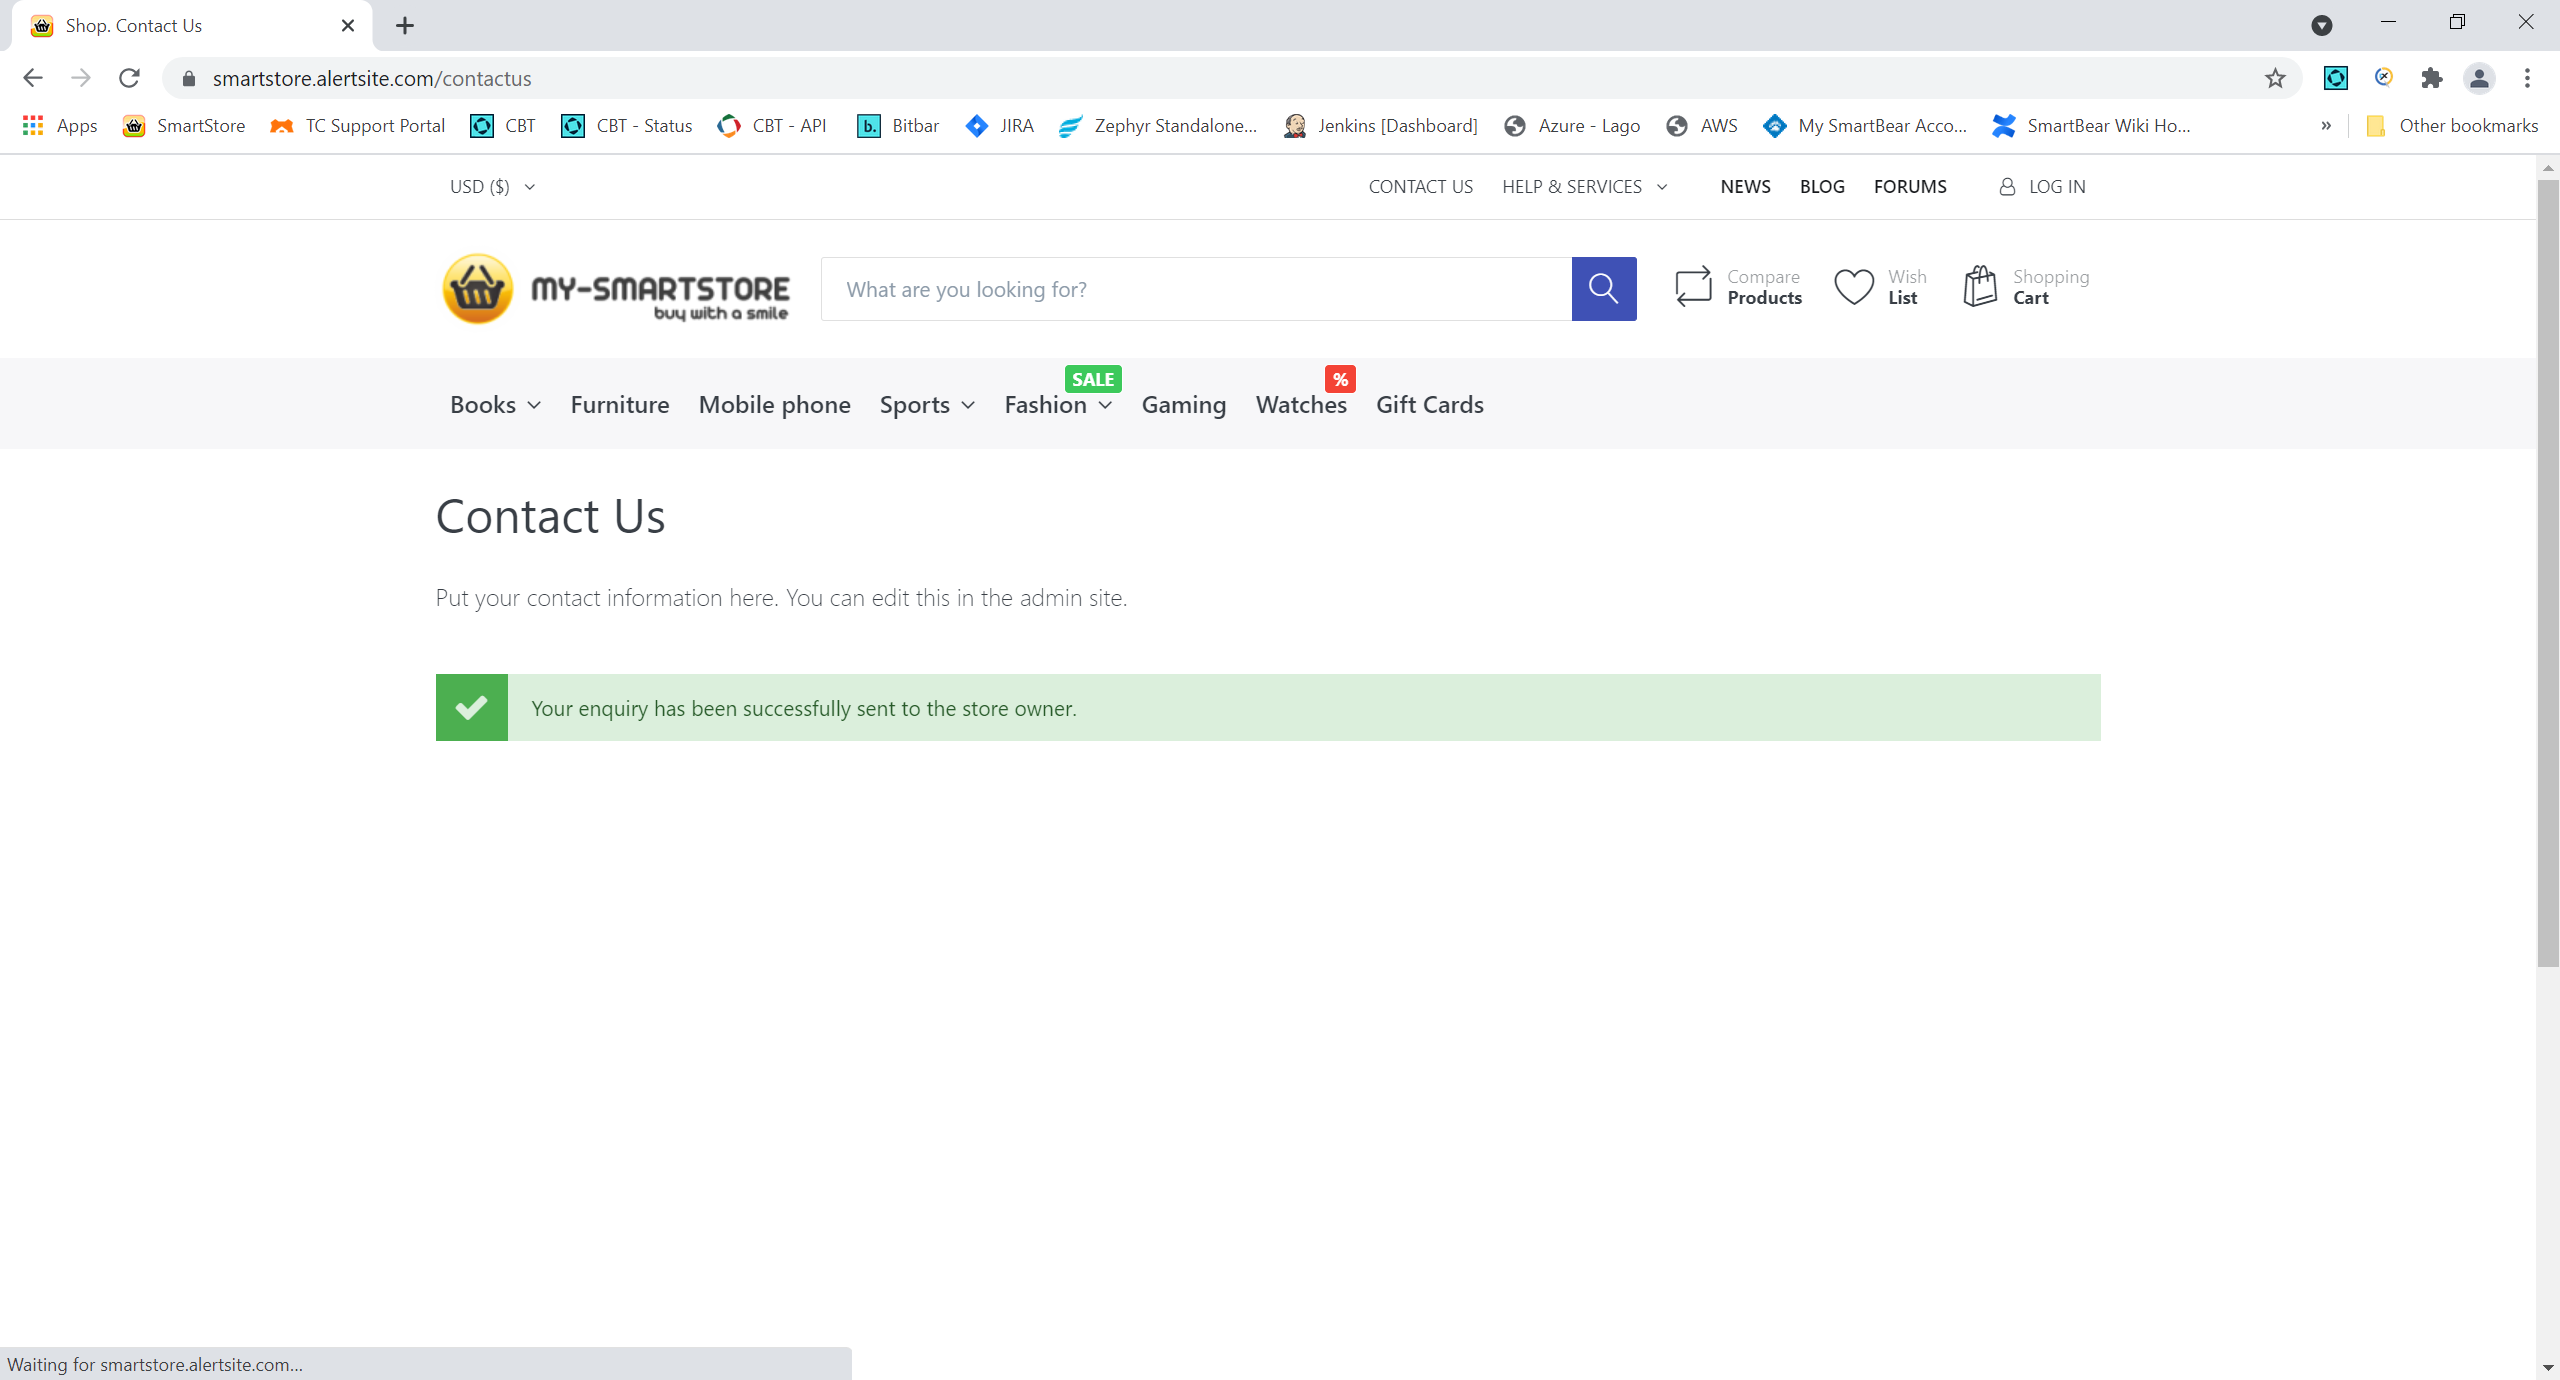 Shop. Contact Us
smartstore.alertsite.com/contactus
Apps SmartStore TC Support Portal CBT CBT - Status CBT - API b. Bitbar JIRA Zephyr Standalone... Jenkins [Dashboard] Azure - Lago AWS My SmartBear Acco... SmartBear Wiki Ho... » Other bookmarks
USD ($) CONTACT US HELP & SERVICES NEWS BLOG FORUMS LOG IN
MY-SMARTSTORE
buy with a smile
What are you looking for?
Compare
Products
Wish
List
Shopping
Cart
SALE %
Books Furniture Mobile phone Sports Fashion Gaming Watches Gift Cards
Contact Us
Put your contact information here. You can edit this in the admin site.
Your enquiry has been successfully sent to the store owner.
Waiting for smartstore.alertsite.com...